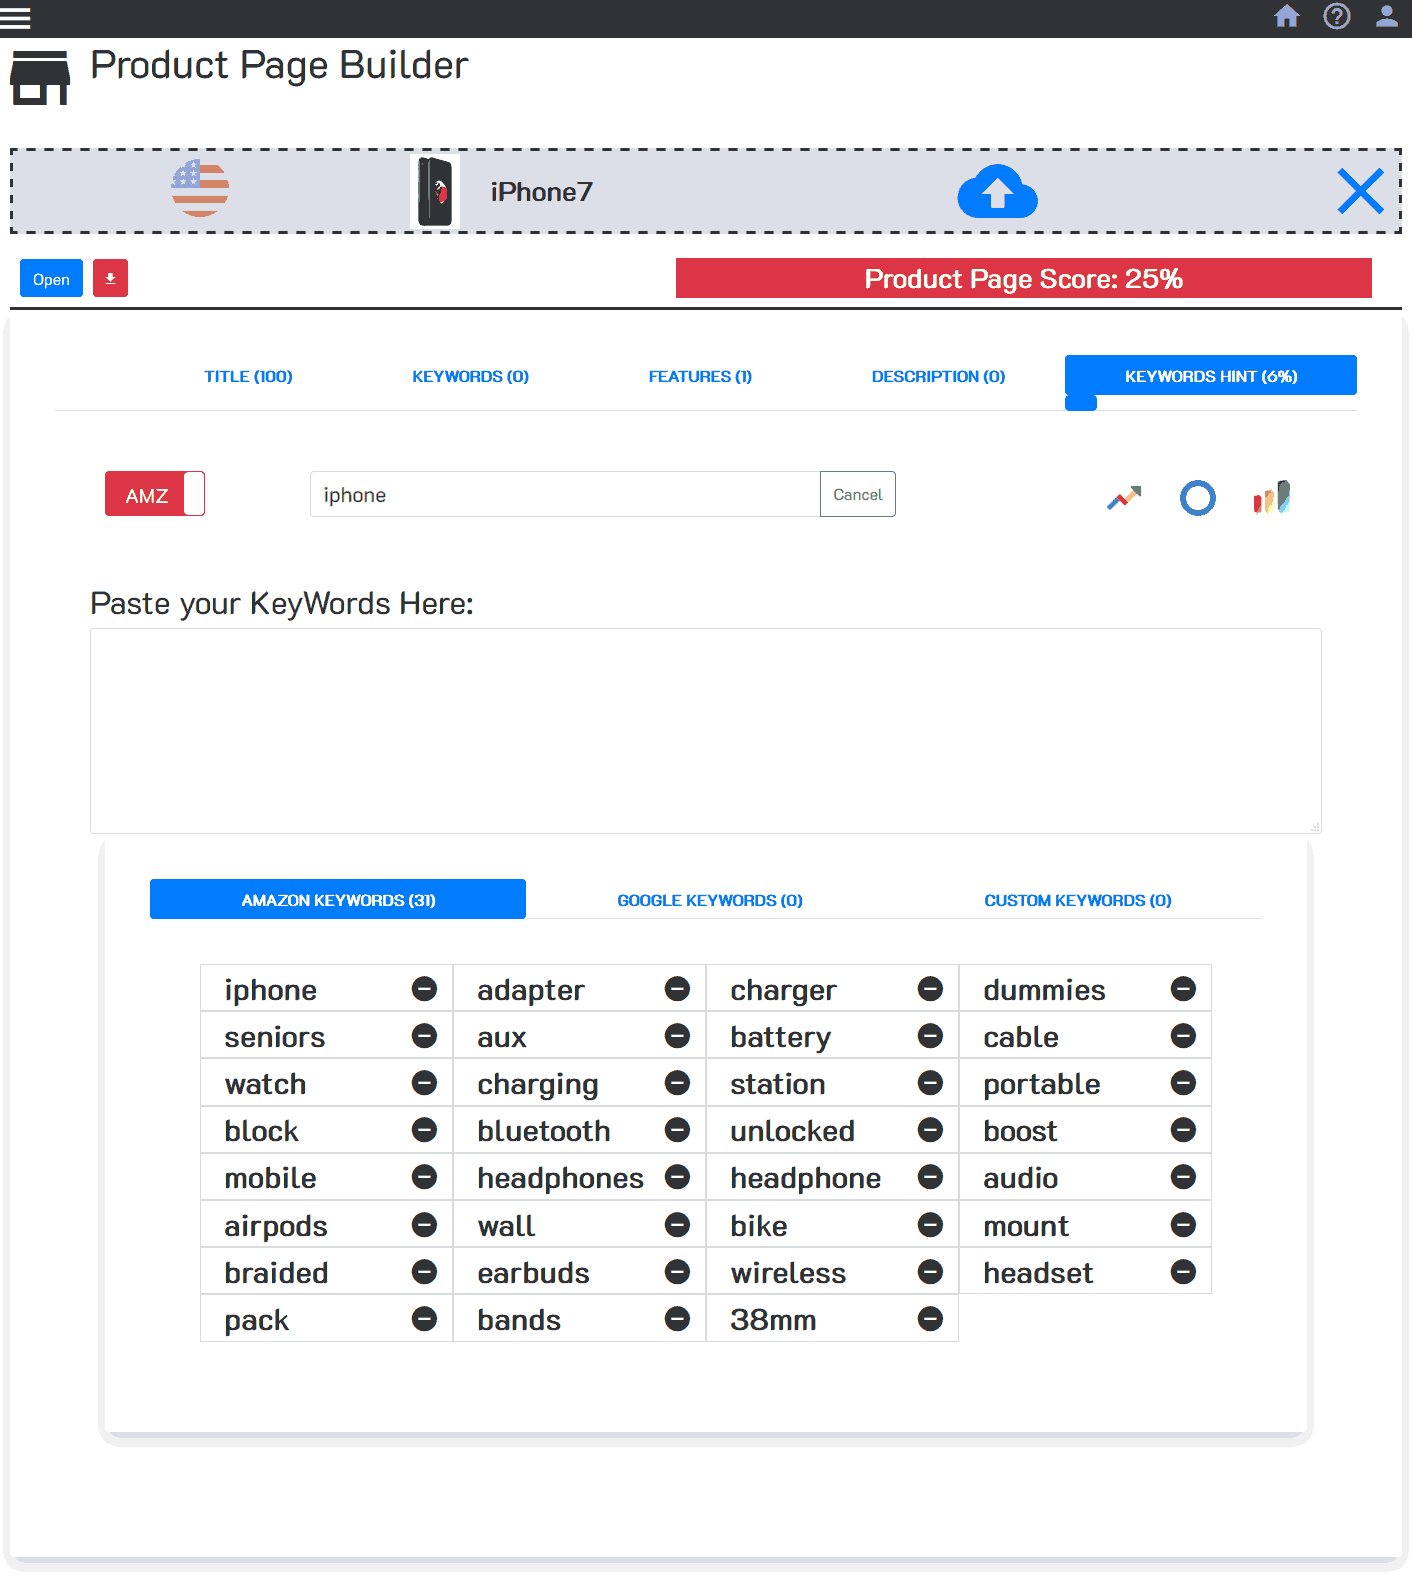 Product Page Builder
iPhone7
Open
Product Page Score: 25%
TITLE (100) KEYWORDS (0) FEATURES (1) DESCRIPTION (0) KEYWORDS HINT (6%)
AMZ iphone Cancel
Paste your KeyWords Here:
AMAZON KEYWORDS (31) GOOGLE KEYWORDS (0) CUSTOM KEYWORDS (0)
iphone adapter charger dummies
seniors aux battery cable
watch charging station portable
block bluetooth unlocked boost
mobile headphones headphone audio
airpods wall bike mount
braided earbuds wireless headset
pack bands 38mm